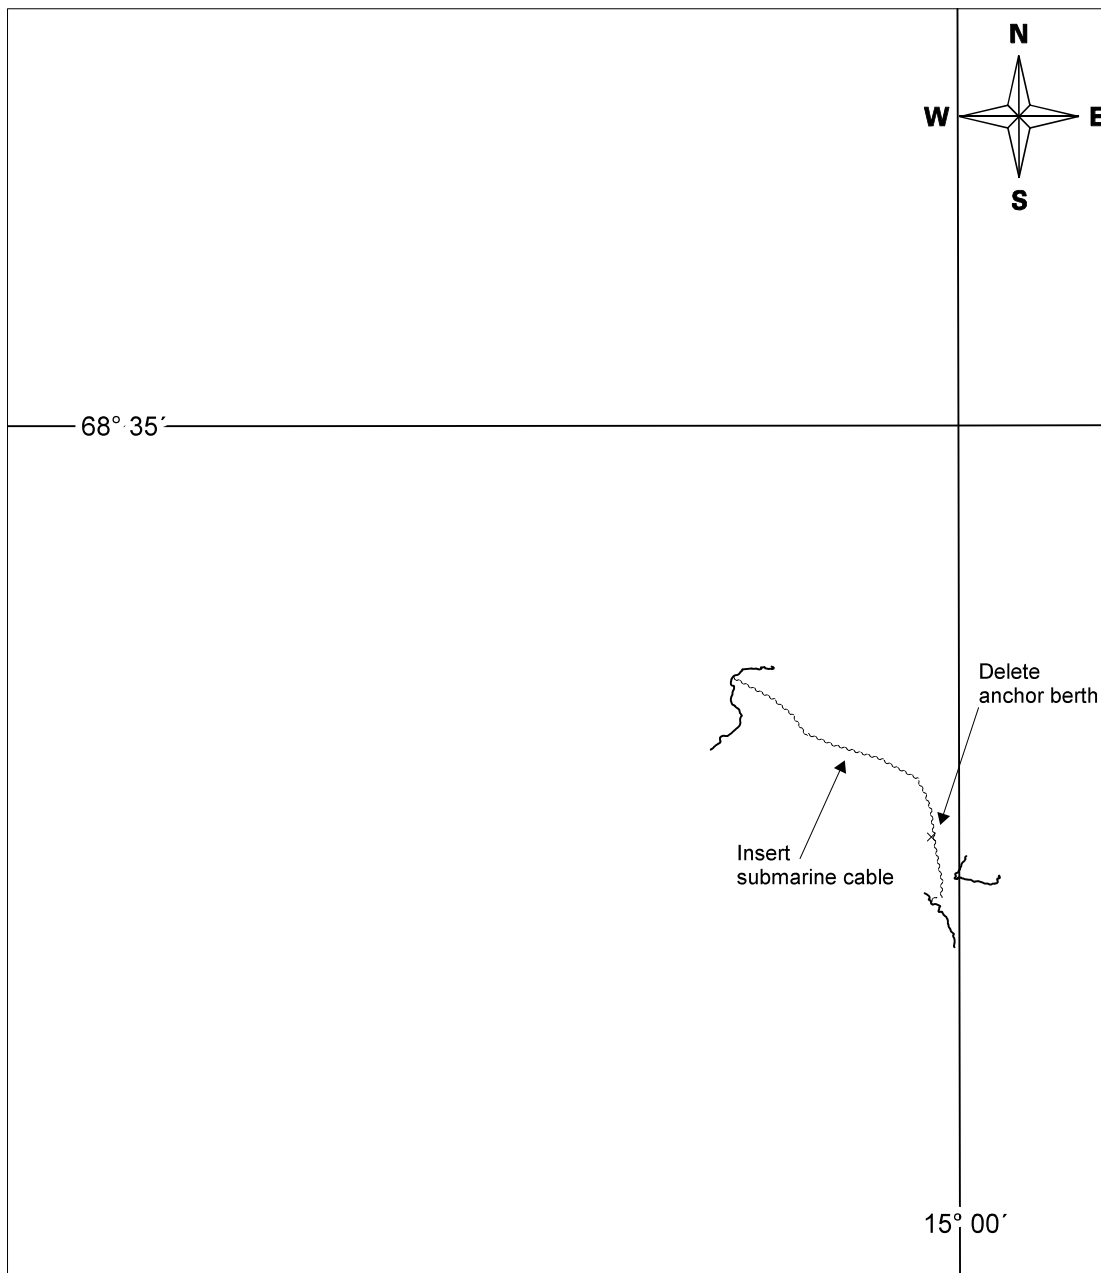 N
W
E
S
68° 35′
Delete
anchor berth
Insert
submarine cable
15° 00′